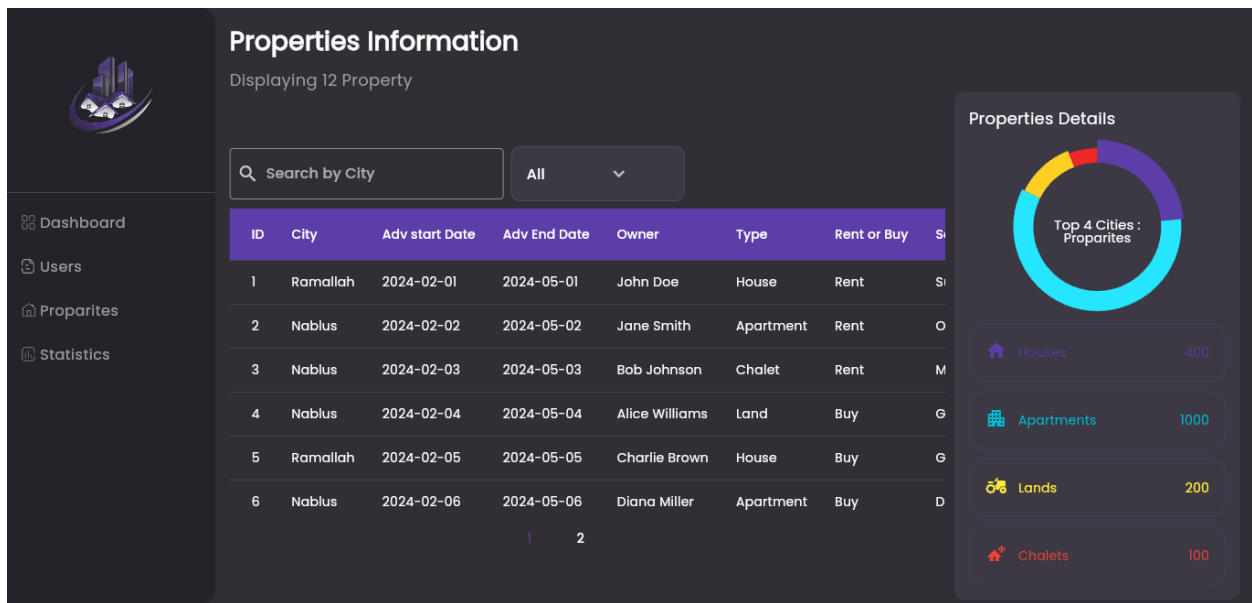 Properties Information
Displaying 12 Property
Dashboard
Users
Proparites
Statistics
Search by City
All
ID City Adv start Date Adv End Date Owner Type Rent or Buy
1 Ramallah 2024-02-01 2024-05-01 John Doe House Rent
2 Nablus 2024-02-02 2024-05-02 Jane Smith Apartment Rent
3 Nablus 2024-02-03 2024-05-03 Bob Johnson Chalet Rent
4 Nablus 2024-02-04 2024-05-04 Alice Williams Land Buy
5 Ramallah 2024-02-05 2024-05-05 Charlie Brown House Buy
6 Nablus 2024-02-06 2024-05-06 Diana Miller Apartment Buy
1 2
Properties Details
Top 4 Cities :
Proparites
Houses 400
Apartments 1000
Lands 200
Chalets 100